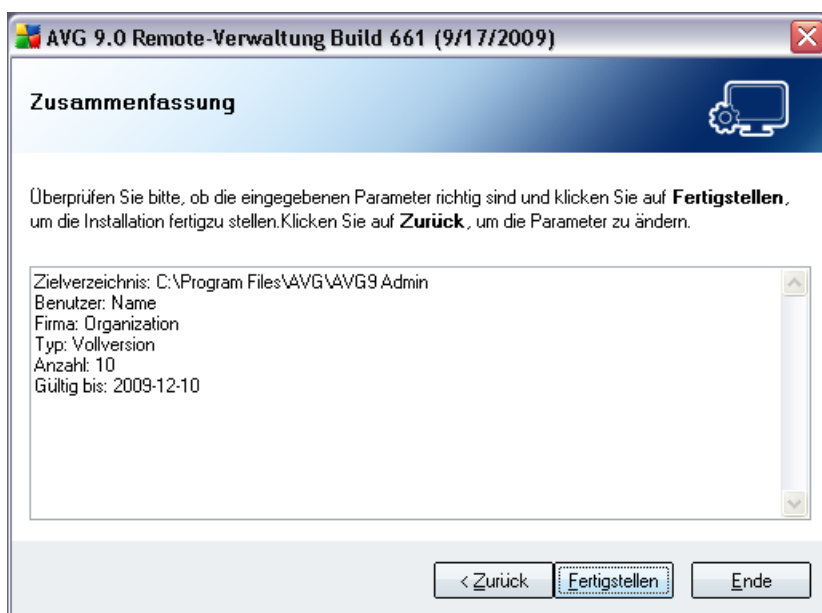 AVG 9.0 Remote-Verwaltung Build 661 (9/17/2009)
Zusammenfassung
Überprüfen Sie bitte, ob die eingegebenen Parameter richtig sind und klicken Sie auf Fertigstellen,
um die Installation fertigzu stellen.Klicken Sie auf Zurück, um die Parameter zu ändern.
Zielverzeichnis: C:\Program Files\AVG\AVG9 Admin
Benutzer: Name
Firma: Organization
Typ: Vollversion
Anzahl: 10
Gültig bis: 2009-12-10
< Zurück
Fertigstellen
Ende